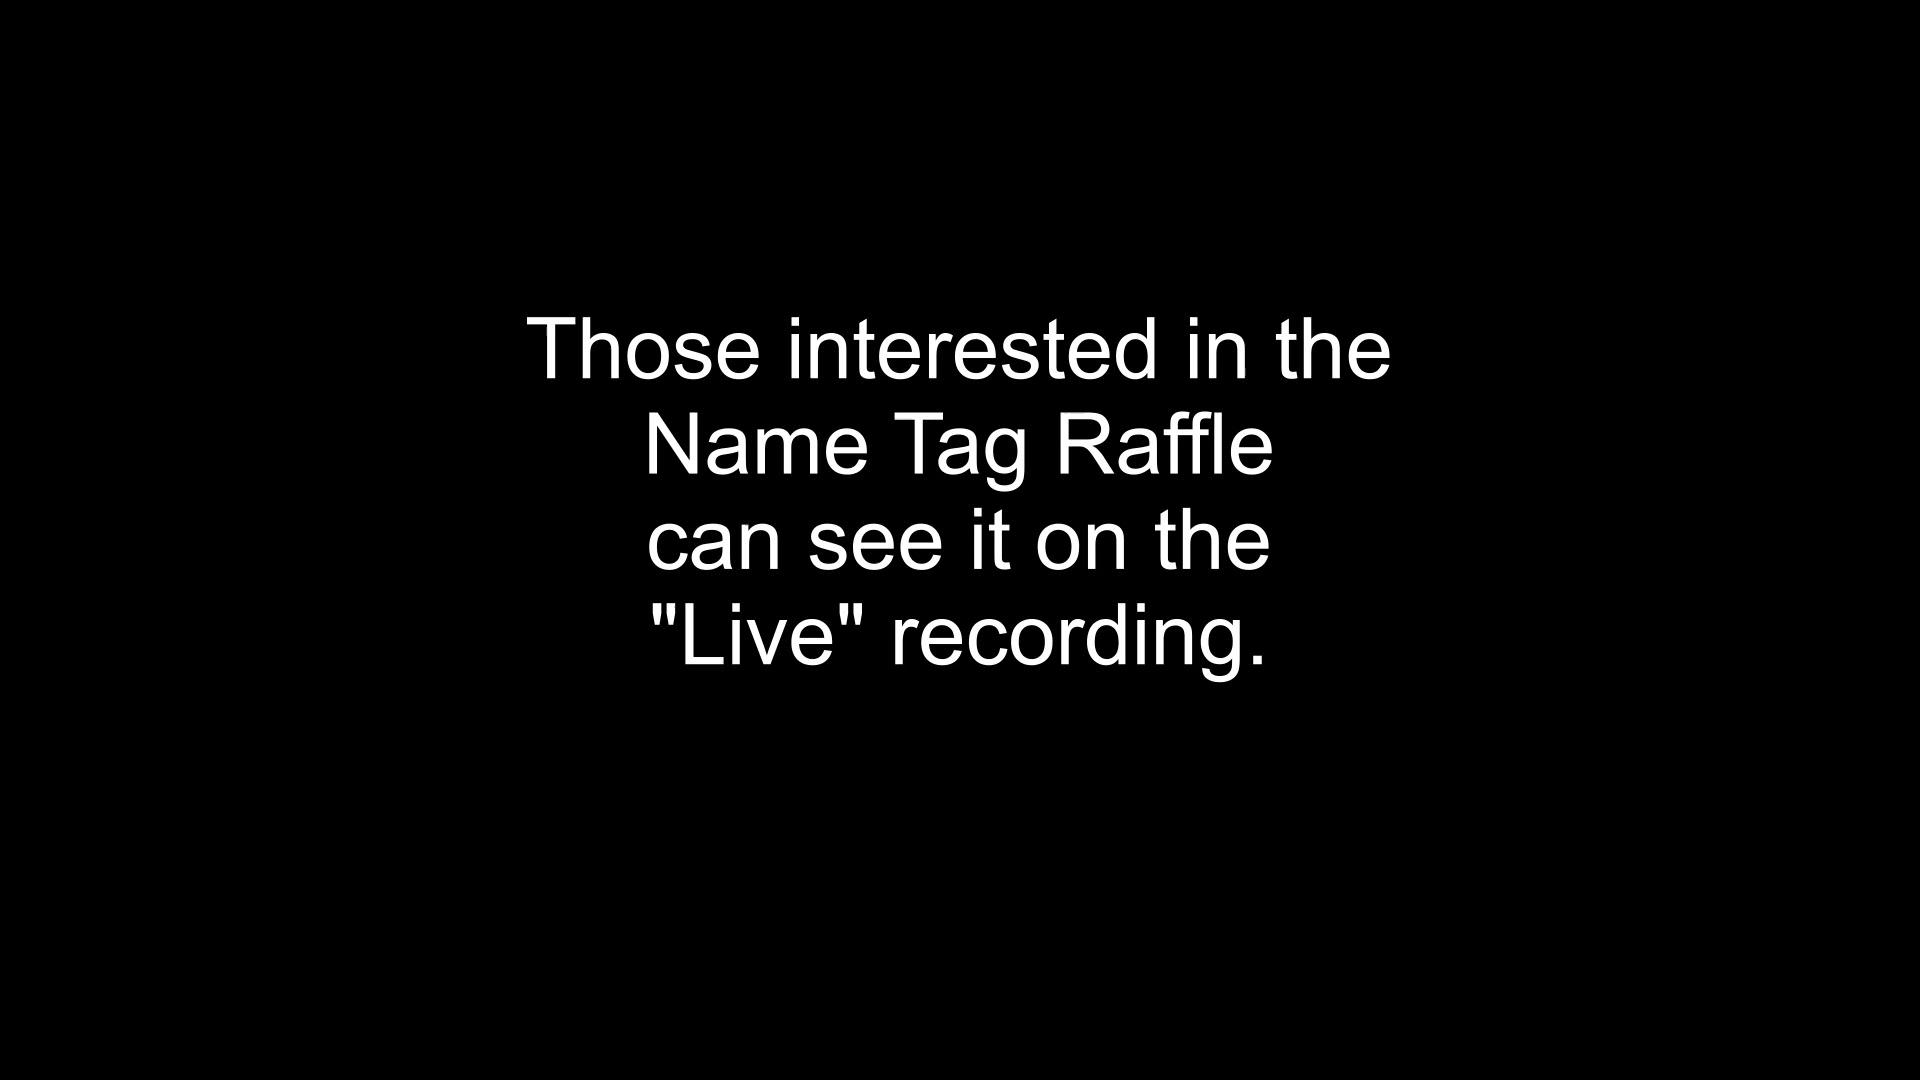 Those interested in the
Name Tag Raffle
can see it on the
"Live" recording.